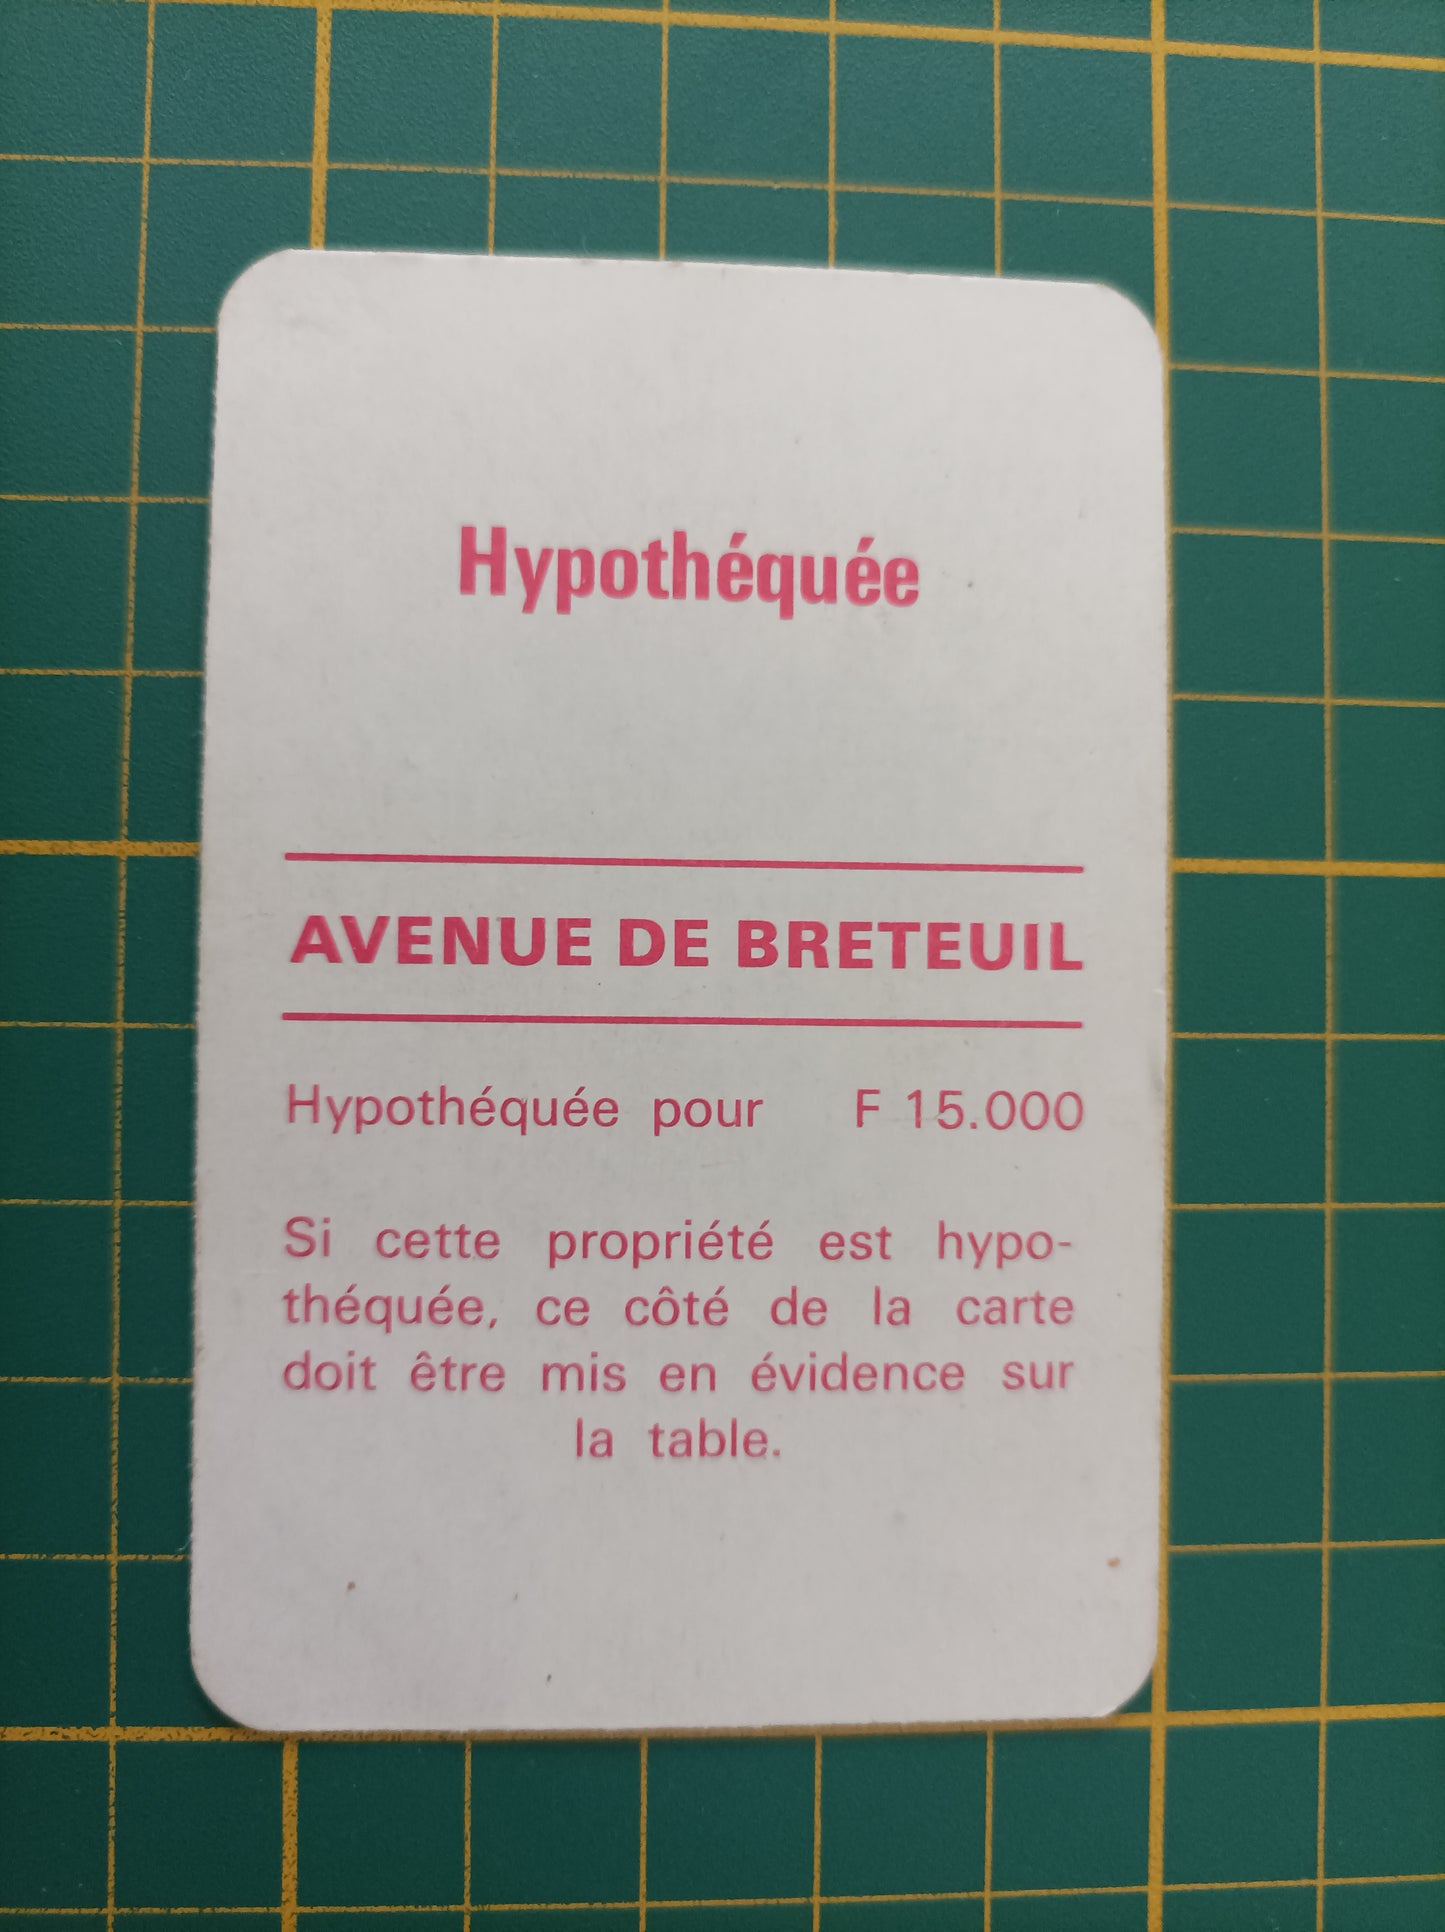 Hypothéquée
AVENUE DE BRETEUIL
Hypothéquée pour F 15.000
Si cette propriété est hypo-
théquée, ce côté de la carte
doit être mis en évidence sur
la table.